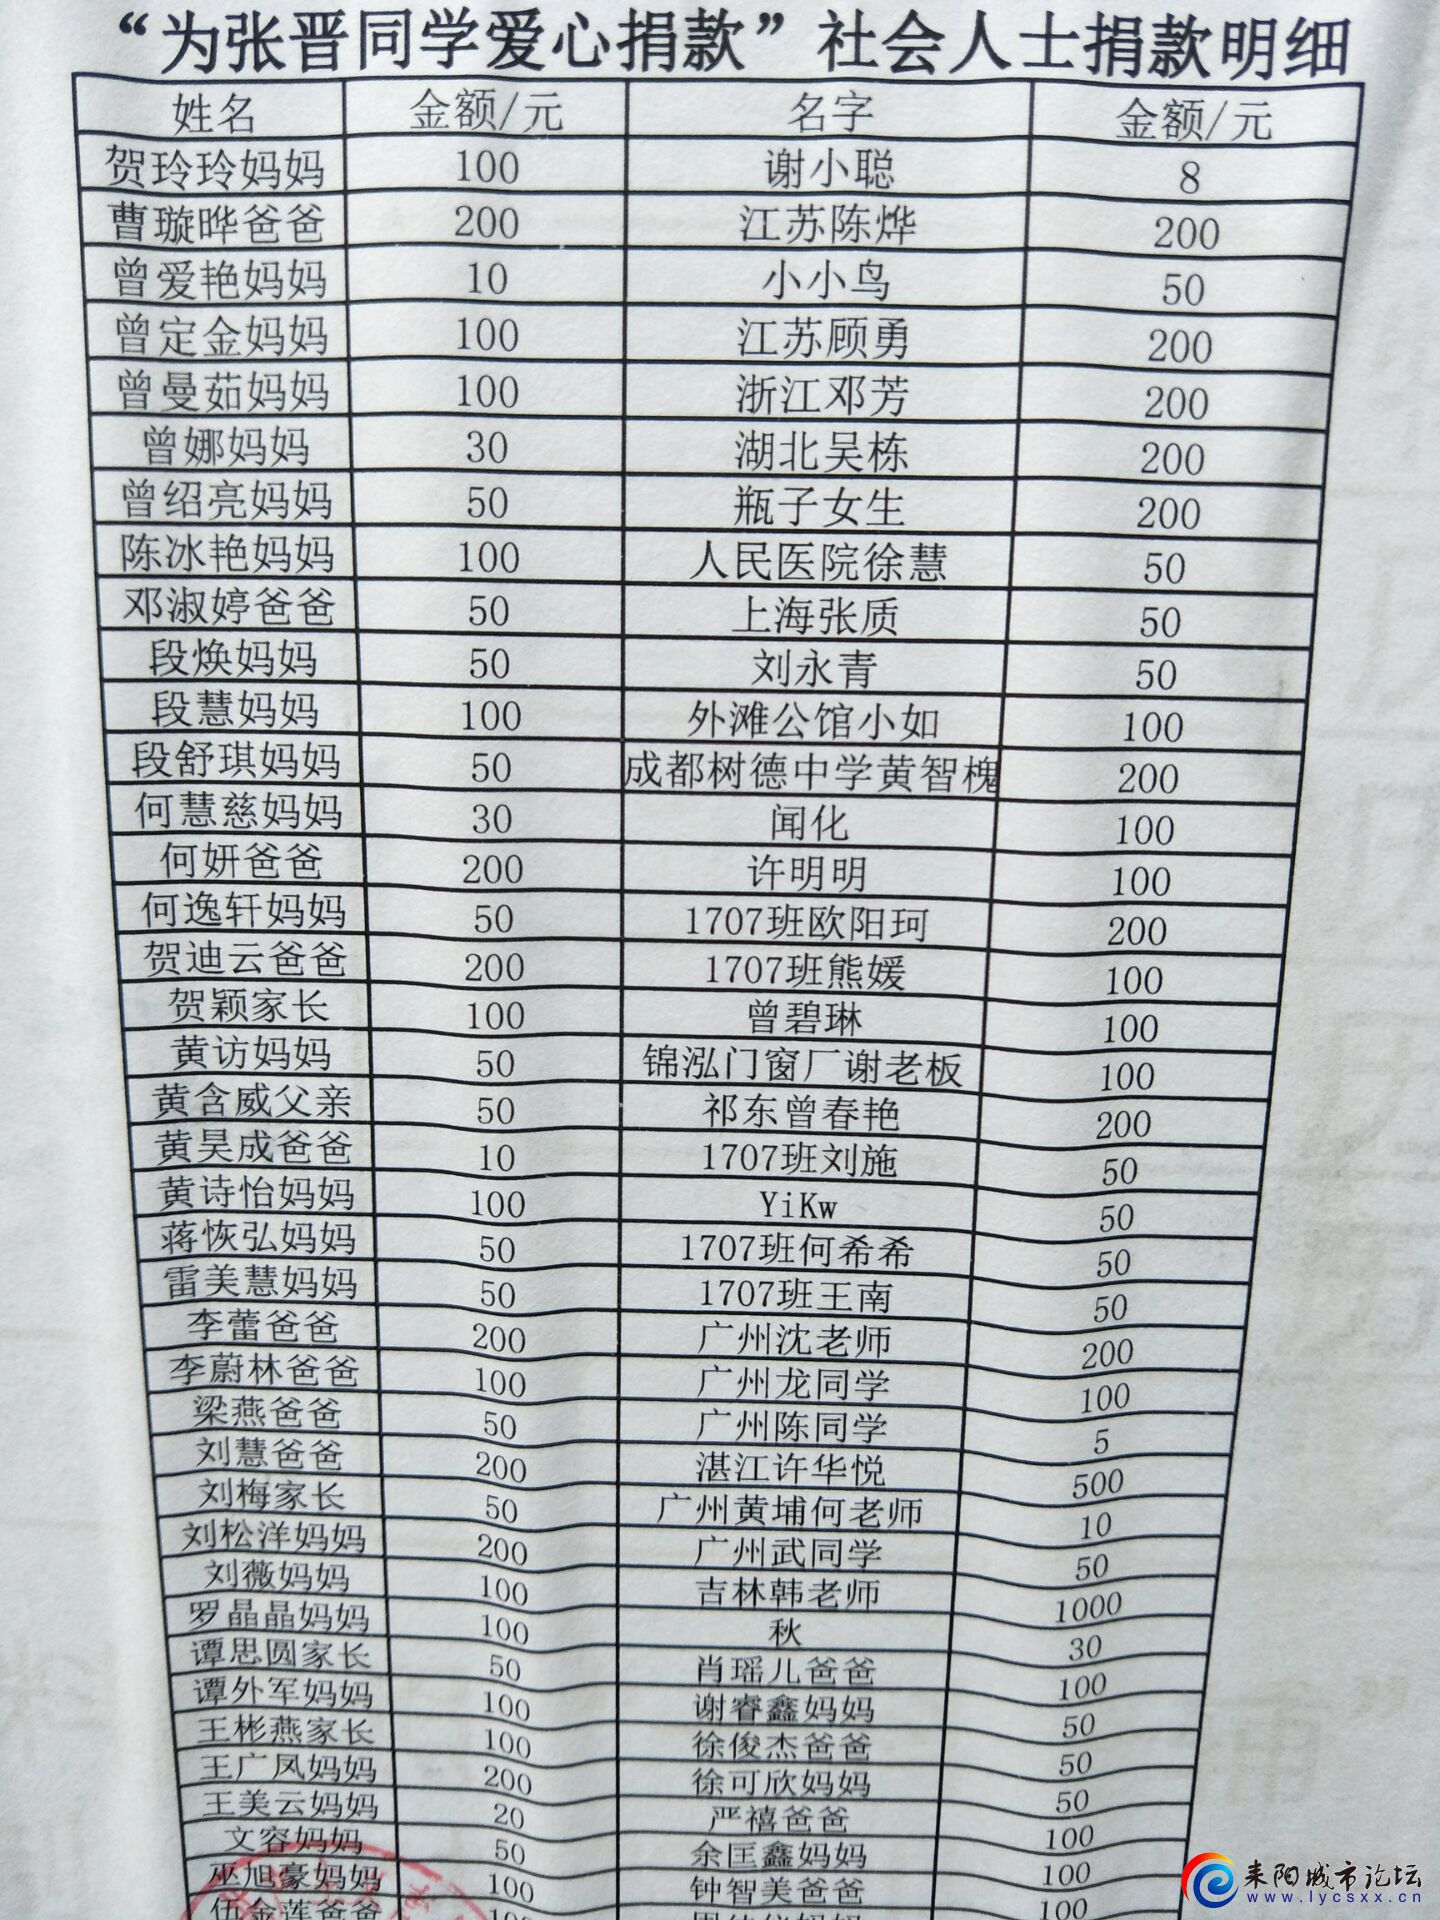 “为张晋同学爱心捐款”社会人士捐款明细
姓名 金额/元 名字 金额/元
贺玲玲妈妈 100 谢小聪 8
曹璇晔爸爸 200 江苏陈烨 200
曾爱艳妈妈 10 小小鸟 50
曾定金妈妈 100 江苏顾勇 200
曾曼茹妈妈 100 浙江邓芳 200
曾娜妈妈 30 湖北吴栋 200
曾绍亮妈妈 50 瓶子女生 200
陈冰艳妈妈 100 人民医院徐慧 50
邓淑婷爸爸 50 上海张质 50
段焕妈妈 50 刘永青 50
段慧妈妈 100 外滩公馆小如 100
段舒琪妈妈 50 成都树德中学黄智槐 200
何慧慈妈妈 30 闻化 100
何妍爸爸 200 许明明 100
何逸轩妈妈 50 1707班欧阳珂 200
贺迪云爸爸 200 1707班熊媛 100
贺颖家长 100 曾碧琳 100
黄访妈妈 50 锦泓门窗厂谢老板 100
黄含威父亲 50 祁东曾春艳 200
黄昊成爸爸 10 1707班刘施 50
黄诗怡妈妈 100 YiKw 50
蒋恢弘妈妈 50 1707班何希希 50
雷美慧妈妈 50 1707班王南 50
李蕾爸爸 200 广州沈老师 200
李蔚林爸爸 100 广州龙同学 100
梁燕爸爸 50 广州陈同学 5
刘慧爸爸 200 湛江许华悦 500
刘梅家长 50 广州黄埔何老师 10
刘松洋妈妈 200 广州武同学 50
刘薇妈妈 100 吉林韩老师 1000
罗晶晶妈妈 100 秋 30
谭思圆家长 50 肖瑶儿爸爸 100
谭外军妈妈 100 谢睿鑫妈妈 50
王彬燕家长 100 徐俊杰爸爸 50
王广凤妈妈 200 徐可欣妈妈 50
王美云妈妈 20 严禧爸爸 100
文容妈妈 50 余匡鑫妈妈 100
巫旭豪妈妈 100 钟智美爸爸 100
伍金莲爸爸 100
耒阳城市论坛
www.lycsxx.cn